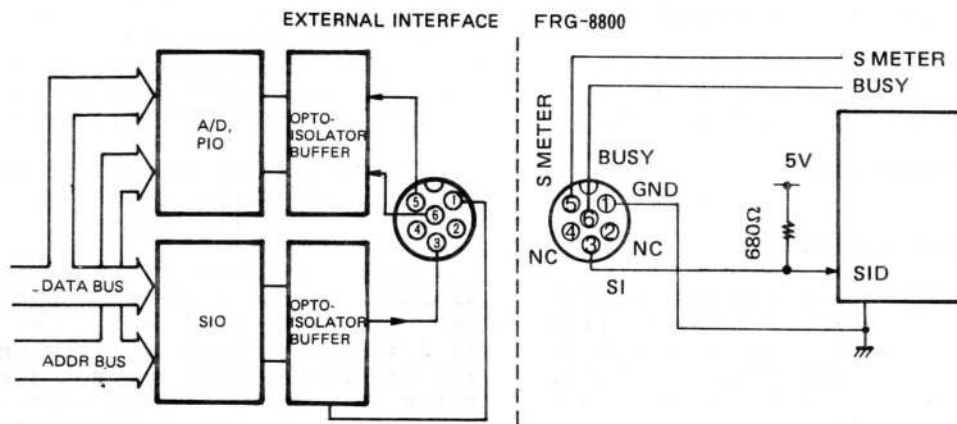 EXTERNAL INTERFACE
FRG-8800
A/D,
PIO
OPTO-
ISOLATOR
BUFFER
5
1
6
4
2
3
SIO
OPTO-
ISOLATOR
BUFFER
DATA BUS
ADDR BUS
S METER
BUSY
S METER
BUSY
GND
5
1
6
4
2
3
NC
NC
SI
5V
680Ω
SID